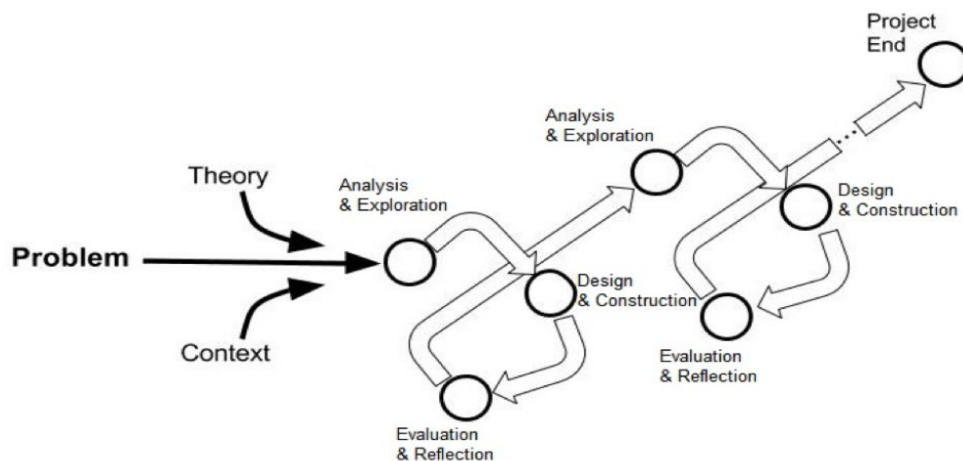 Project
End
Analysis
& Exploration
Theory
Analysis
& Exploration
Design
& Construction
Problem
Design
& Construction
Context
Evaluation
& Reflection
Evaluation
& Reflection